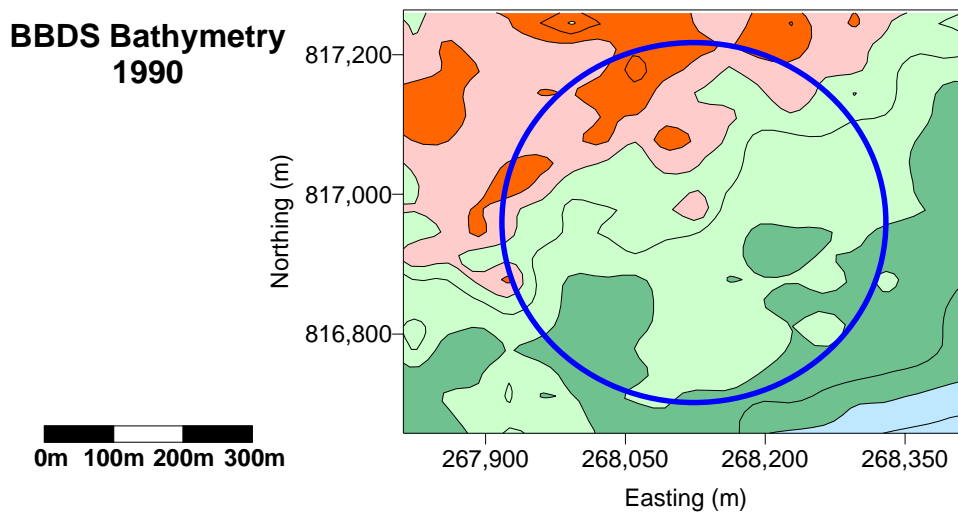 BBDS Bathymetry
1990
817,200
817,000
816,800
Northing (m)
267,900 268,050 268,200 268,350
Easting (m)
0m 100m 200m 300m